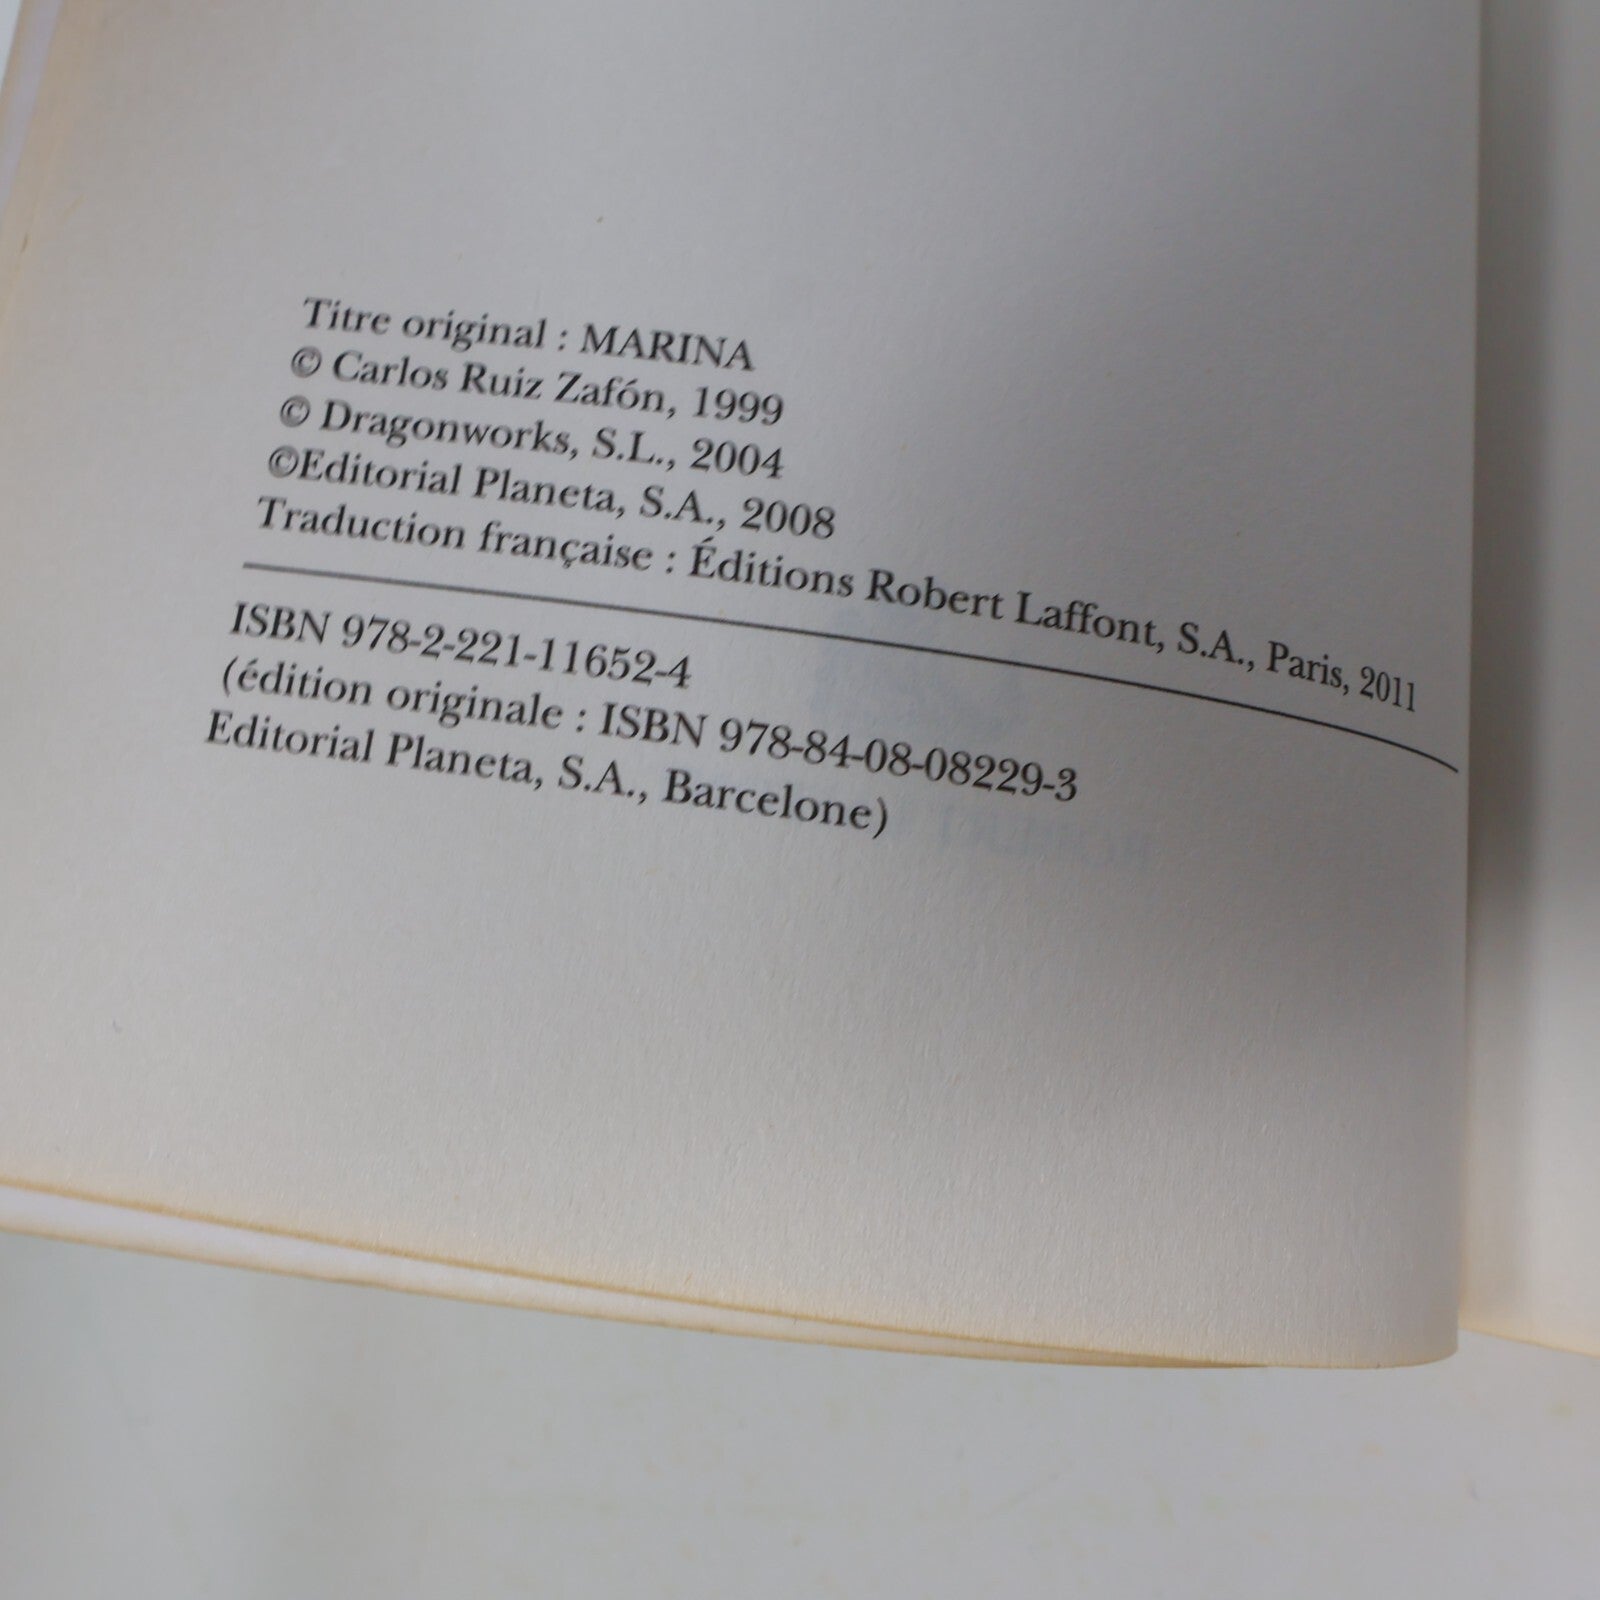 Titre original : MARINA
© Carlos Ruiz Zafón, 1999
© Dragonworks, S.L., 2004
©Editorial Planeta, S.A., 2008
Traduction française : Éditions Robert Laffont, S.A., Paris, 2011
ISBN 978-2-221-11652-4
(édition originale : ISBN 978-84-08-08229-3
Editorial Planeta, S.A., Barcelone)